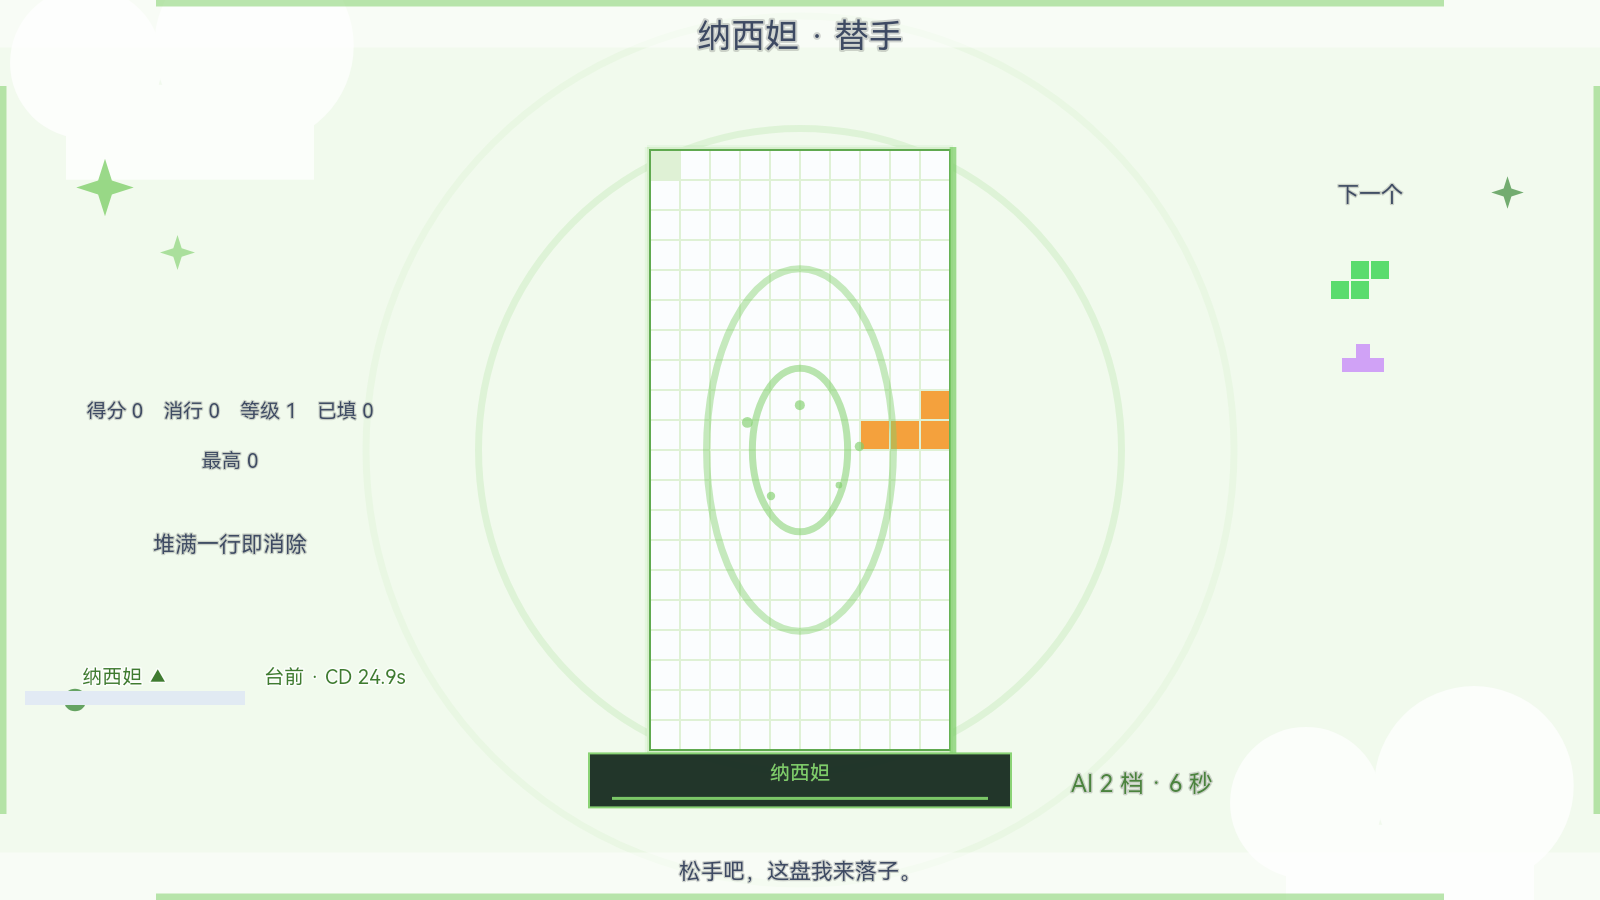 纳西妲 · 替手
下一个
得分 0 消行 0 等级 1 已填 0
最高 0
堆满一行即消除
纳西妲 ▲ 台前 · CD 24.9s
纳西妲
AI 2 档 · 6 秒
松手吧，这盘我来落子。